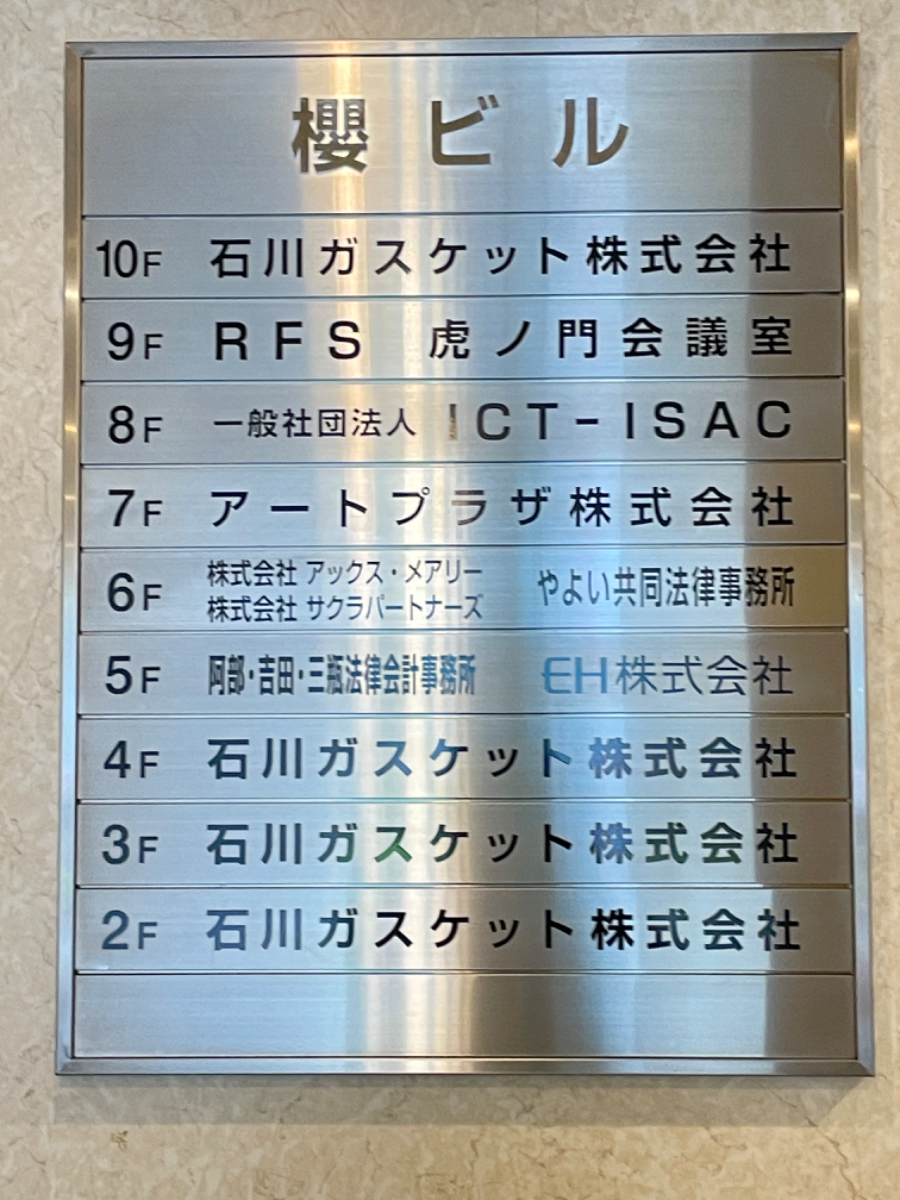 櫻ビル
10F 石川ガスケット株式会社
9F RFS 虎ノ門会議室
8F 一般社団法人 ICT-ISAC
7F アートプラザ株式会社
6F 株式会社 アックス・メアリー やよい共同法律事務所
株式会社 サクラパートナーズ
5F 阿部・吉田・三瓶法律会計事務所 EH株式会社
4F 石川ガスケット株式会社
3F 石川ガスケット株式会社
2F 石川ガスケット株式会社